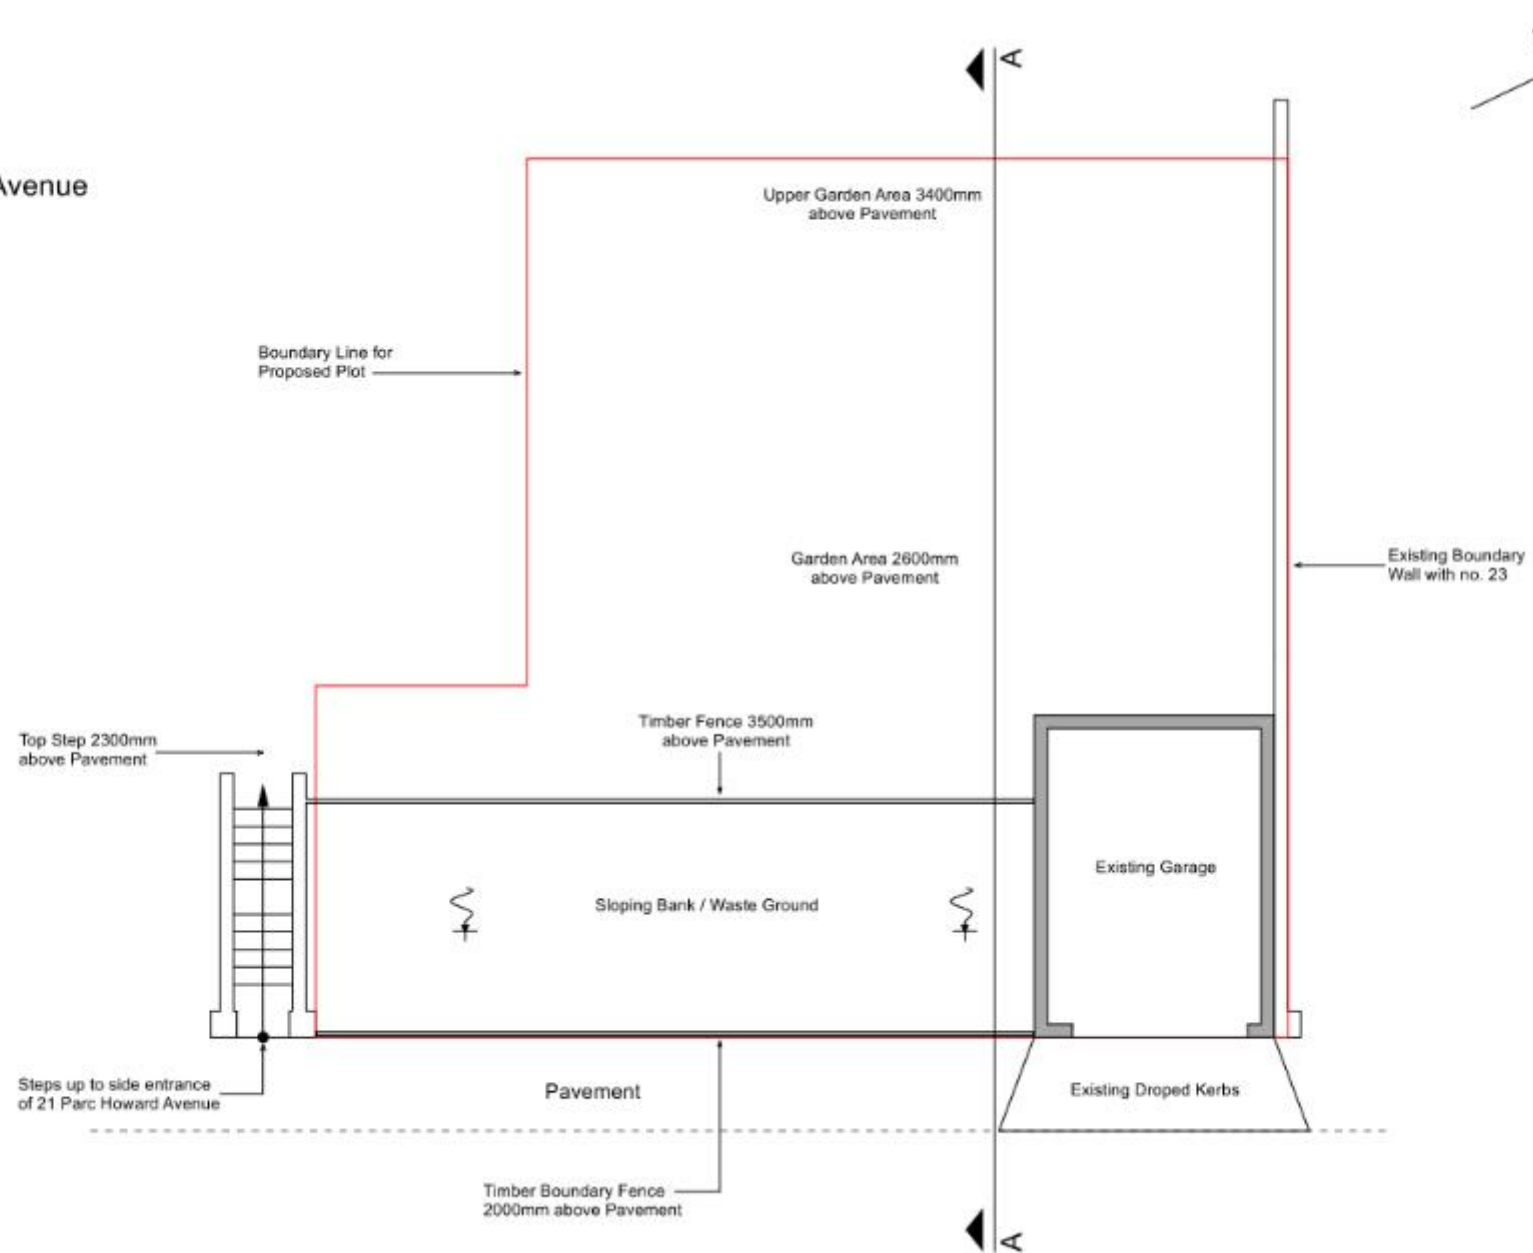 A
Avenue
Upper Garden Area 3400mm
above Pavement
Boundary Line for
Proposed Plot
Garden Area 2600mm
above Pavement
Existing Boundary
Wall with no. 23
Timber Fence 3500mm
above Pavement
Top Step 2300mm
above Pavement
Existing Garage
Sloping Bank / Waste Ground
Steps up to side entrance
of 21 Parc Howard Avenue
Pavement
Existing Droped Kerbs
Timber Boundary Fence
2000mm above Pavement
A